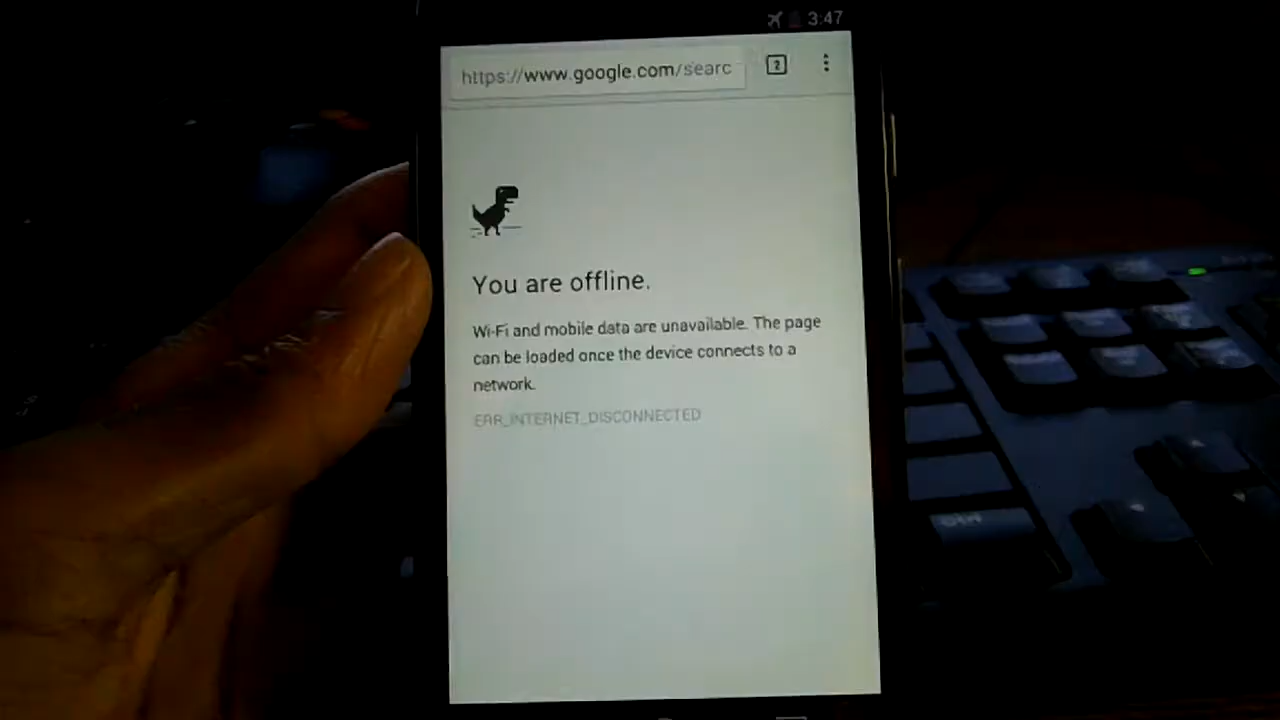 3:47
https://www.google.com/searc
2
You are offline.
Wi-Fi and mobile data are unavailable. The page
can be loaded once the device connects to a
network.
ERR_INTERNET_DISCONNECTED